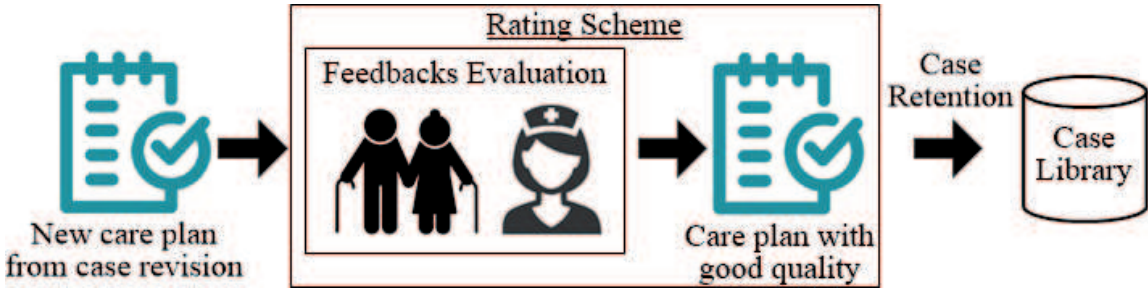 Rating Scheme
Feedbacks Evaluation
New care plan
from case revision
Care plan with
good quality
Case
Retention
Case
Library